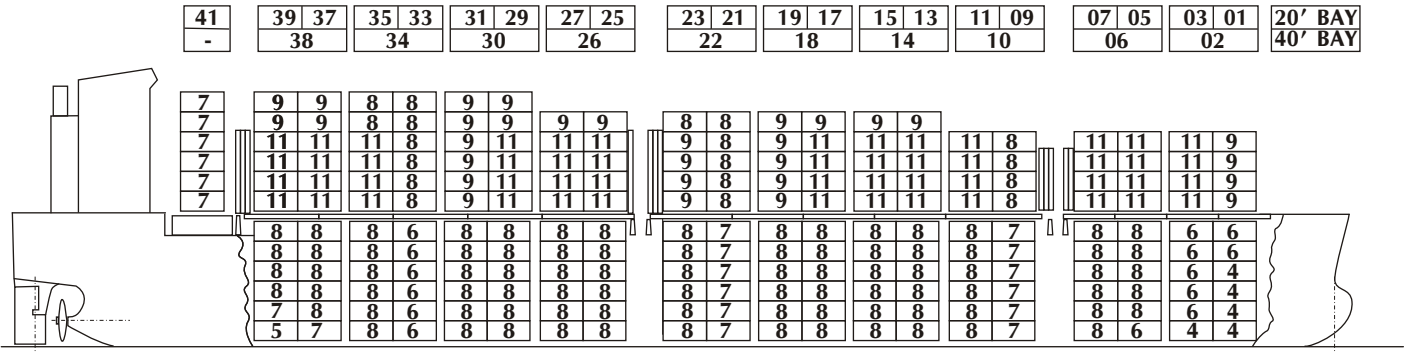 41 39 37 35 33 31 29 27 25 23 21 19 17 15 13 11 09 07 05 03 01 20' BAY
- 38 34 30 26 22 18 14 10 06 02 40' BAY
7 9 9 8 8 9 9
7 9 9 8 8 9 9 9 9 8 8 9 9 9 9
7 11 11 11 8 9 11 11 11 9 8 9 11 11 11 11 8 11 11 11 9
7 11 11 11 8 9 11 11 11 9 8 9 11 11 11 11 8 11 11 11 9
7 11 11 11 8 9 11 11 11 9 8 9 11 11 11 11 8 11 11 11 9
7 11 11 11 8 9 11 11 11 9 8 9 11 11 11 11 8 11 11 11 9
8 8 8 6 8 8 8 8 8 7 8 8 8 8 8 7 8 8 6 6
8 8 8 6 8 8 8 8 8 7 8 8 8 8 8 7 8 8 6 6
8 8 8 6 8 8 8 8 8 7 8 8 8 8 8 7 8 8 6 4
8 8 8 6 8 8 8 8 8 7 8 8 8 8 8 7 8 8 6 4
7 8 8 6 8 8 8 8 8 7 8 8 8 8 8 7 8 8 6 4
5 7 8 6 8 8 8 8 8 7 8 8 8 8 8 7 8 6 4 4